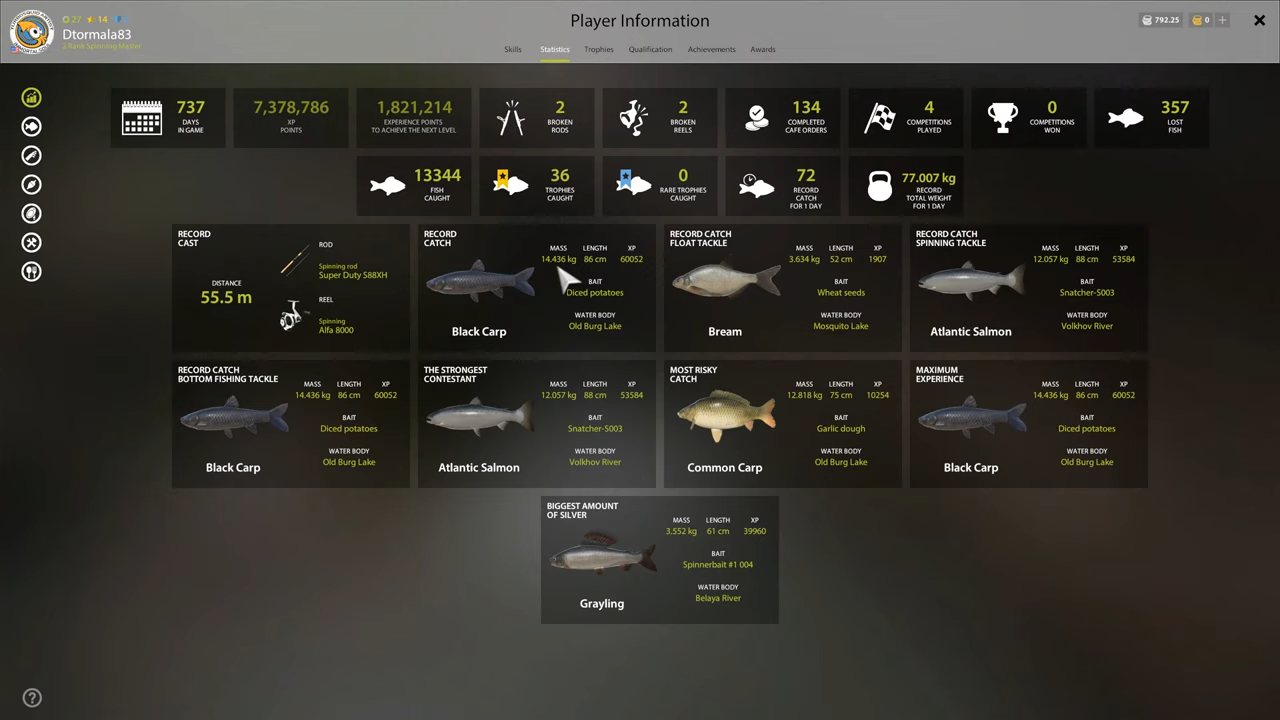 27 14
Player Information
792.25 0 +
Dtormala83
Skills Statistics Trophies Qualification Achievements Awards
737
DAYS
IN GAME
7,378,786
XP
POINTS
1,821,214
EXPERIENCE POINTS
TO ACHIEVE THE NEXT LEVEL
2
BROKEN
RODS
2
BROKEN
REELS
134
COMPLETED
CAFE ORDERS
4
COMPETITIONS
PLAYED
0
COMPETITIONS
WON
357
LOST
FISH
13344
FISH
CAUGHT
36
TROPHIES
CAUGHT
0
RARE TROPHIES
CAUGHT
72
RECORD
CATCH
FOR 1 DAY
77.007 kg
RECORD
TOTAL WEIGHT
FOR 1 DAY
RECORD
CAST
DISTANCE
55.5 m
ROD
Spinning rod
Super Duty S88XH
REEL
Spinning
Alfa 8000
RECORD
CATCH
MASS LENGTH XP
14.436 kg 86 cm 60052
BAIT
Diced potatoes
WATER BODY
Old Burg Lake
Black Carp
RECORD CATCH
FLOAT TACKLE
MASS LENGTH XP
3.634 kg 52 cm 1907
BAIT
Wheat seeds
WATER BODY
Mosquito Lake
Bream
RECORD CATCH
SPINNING TACKLE
MASS LENGTH XP
12.057 kg 88 cm 53584
BAIT
Snatcher-S003
WATER BODY
Volkhov River
Atlantic Salmon
RECORD CATCH
BOTTOM FISHING TACKLE
MASS LENGTH XP
14.436 kg 86 cm 60052
BAIT
Diced potatoes
WATER BODY
Old Burg Lake
Black Carp
THE STRONGEST
CONTESTANT
MASS LENGTH XP
12.057 kg 88 cm 53584
BAIT
Snatcher-S003
WATER BODY
Volkhov River
Atlantic Salmon
MOST RISKY
CATCH
MASS LENGTH XP
12.818 kg 75 cm 10254
BAIT
Garlic dough
WATER BODY
Old Burg Lake
Common Carp
MAXIMUM
EXPERIENCE
MASS LENGTH XP
14.436 kg 86 cm 60052
BAIT
Diced potatoes
WATER BODY
Old Burg Lake
Black Carp
BIGGEST AMOUNT
OF SILVER
MASS LENGTH XP
3.552 kg 61 cm 39960
BAIT
Spinnerbait #1 004
WATER BODY
Belaya River
Grayling
?